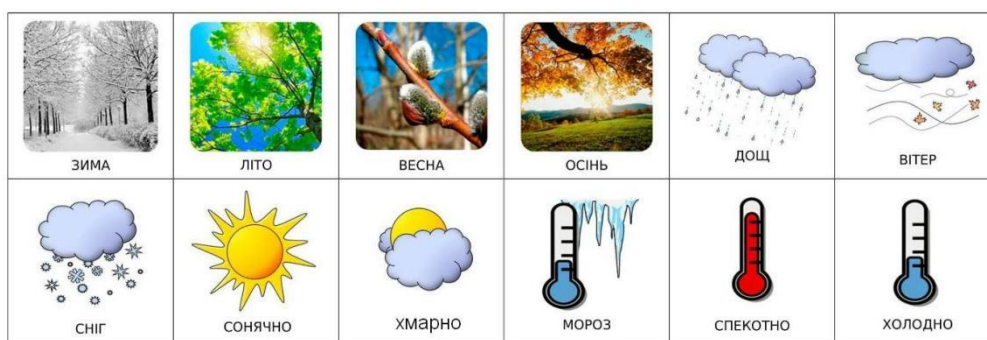 ЗИМА
ЛІТО
ВЕСНА
ОСІНЬ
ДОЩ
ВІТЕР
СНІГ
СОНЯЧНО
хмарно
МОРОЗ
СПЕКОТНО
ХОЛОДНО